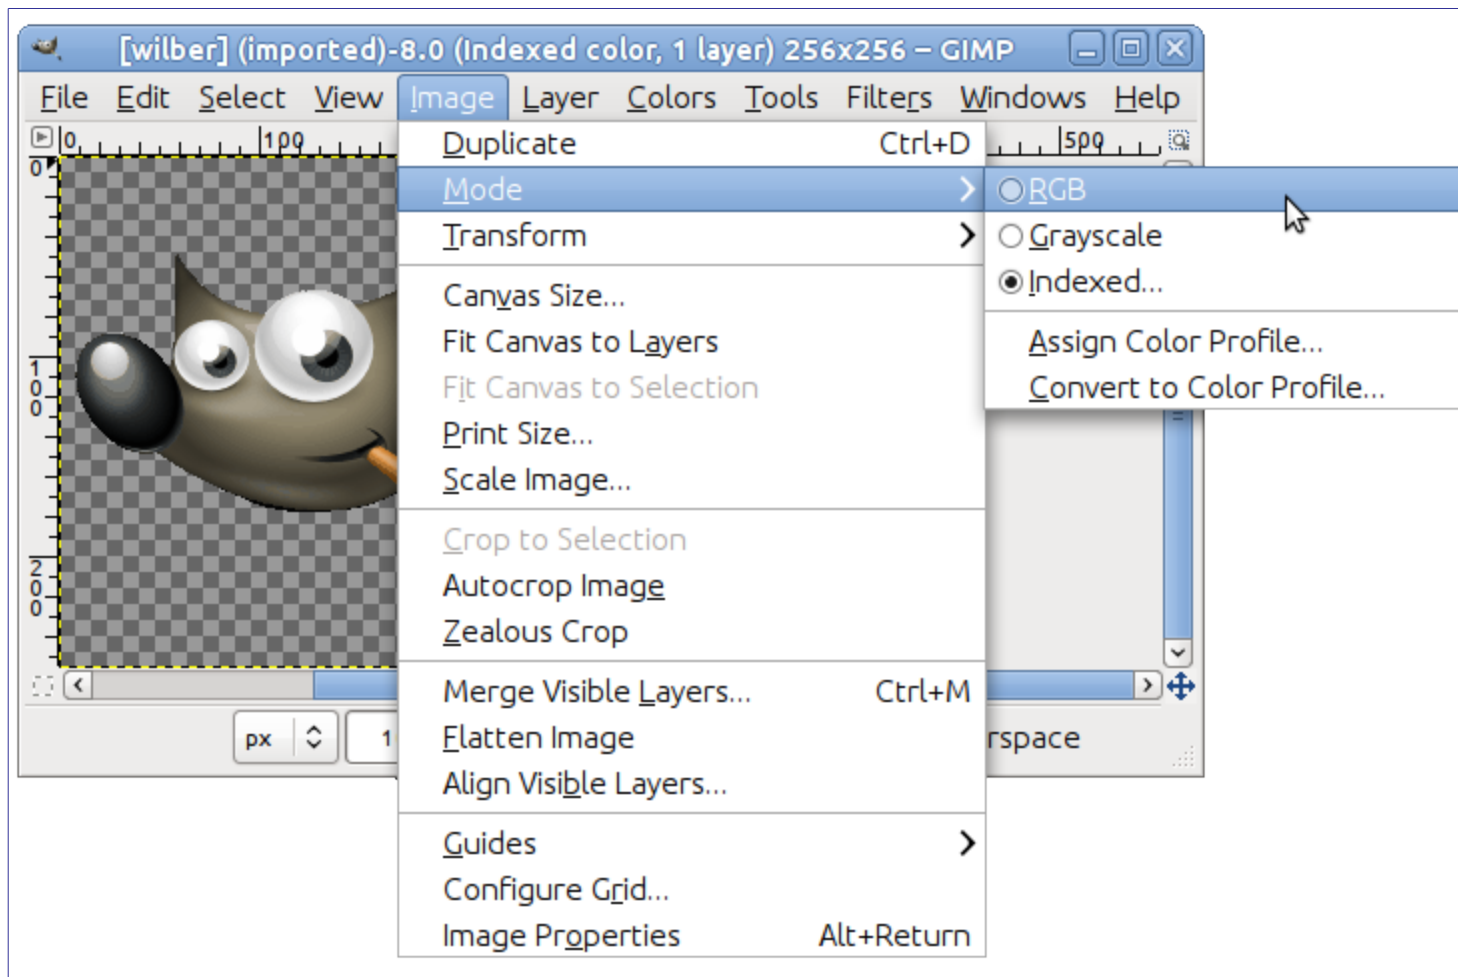 [wilber] (imported)-8.0 (Indexed color, 1 layer) 256x256 – GIMP
File Edit Select View Image Layer Colors Tools Filters Windows Help
0 100 500
0
100
200
Duplicate Ctrl+D
Mode
Transform
Canvas Size...
Fit Canvas to Layers
Fit Canvas to Selection
Print Size...
Scale Image...
Crop to Selection
Autocrop Image
Zealous Crop
Merge Visible Layers... Ctrl+M
Flatten Image
Align Visible Layers...
Guides
Configure Grid...
Image Properties Alt+Return
RGB
Grayscale
Indexed...
Assign Color Profile...
Convert to Color Profile...
px 1 rspace